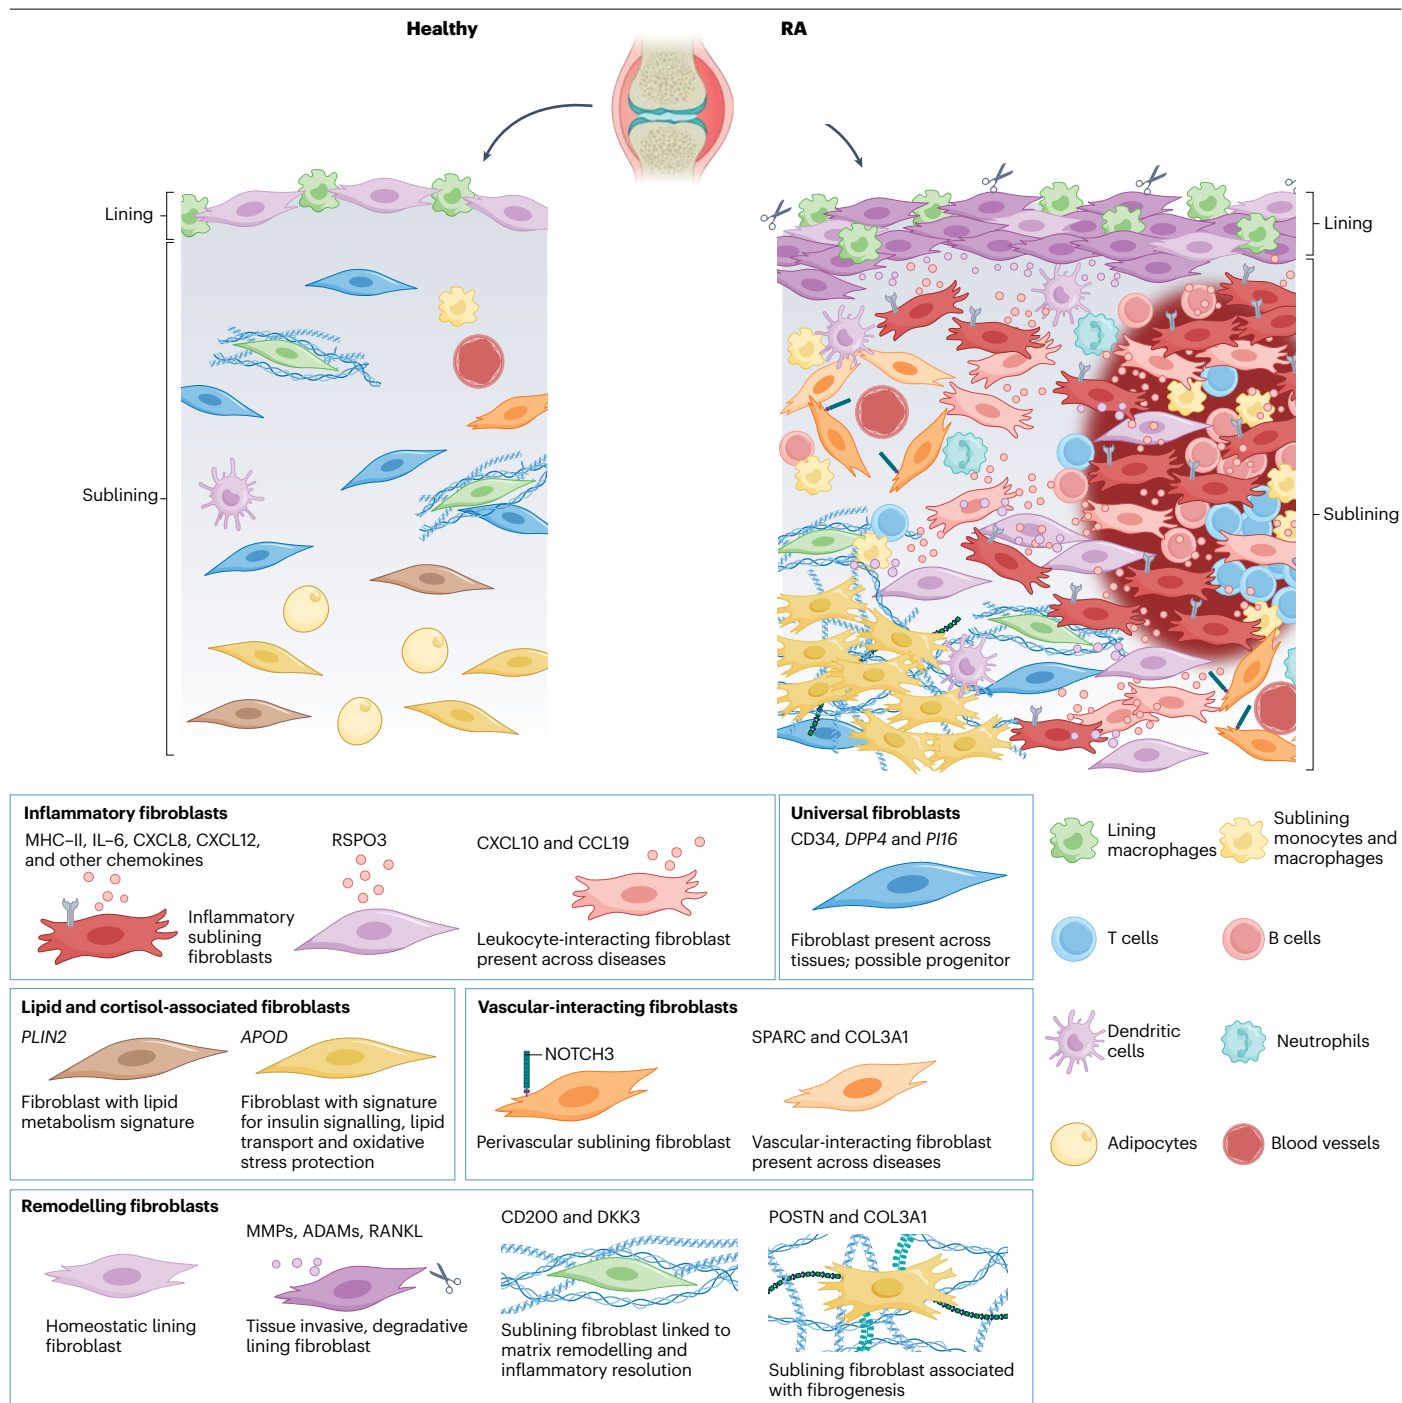 Healthy
RA
Lining
Lining
Sublining
Sublining
Inflammatory fibroblasts
MHC–II, IL–6, CXCL8, CXCL12,
and other chemokines
Inflammatory
sublining
fibroblasts
RSPO3
CXCL10 and CCL19
Leukocyte-interacting fibroblast
present across diseases
Universal fibroblasts
CD34, DPP4 and PI16
Fibroblast present across
tissues; possible progenitor
Lining
macrophages
Sublining
monocytes and
macrophages
T cells
B cells
Dendritic
cells
Neutrophils
Adipocytes
Blood vessels
Lipid and cortisol-associated fibroblasts
PLIN2
Fibroblast with lipid
metabolism signature
APOD
Fibroblast with signature
for insulin signalling, lipid
transport and oxidative
stress protection
Vascular-interacting fibroblasts
NOTCH3
Perivascular sublining fibroblast
SPARC and COL3A1
Vascular-interacting fibroblast
present across diseases
Remodelling fibroblasts
Homeostatic lining
fibroblast
MMPs, ADAMs, RANKL
Tissue invasive, degradative
lining fibroblast
CD200 and DKK3
Sublining fibroblast linked to
matrix remodelling and
inflammatory resolution
POSTN and COL3A1
Sublining fibroblast associated
with fibrogenesis